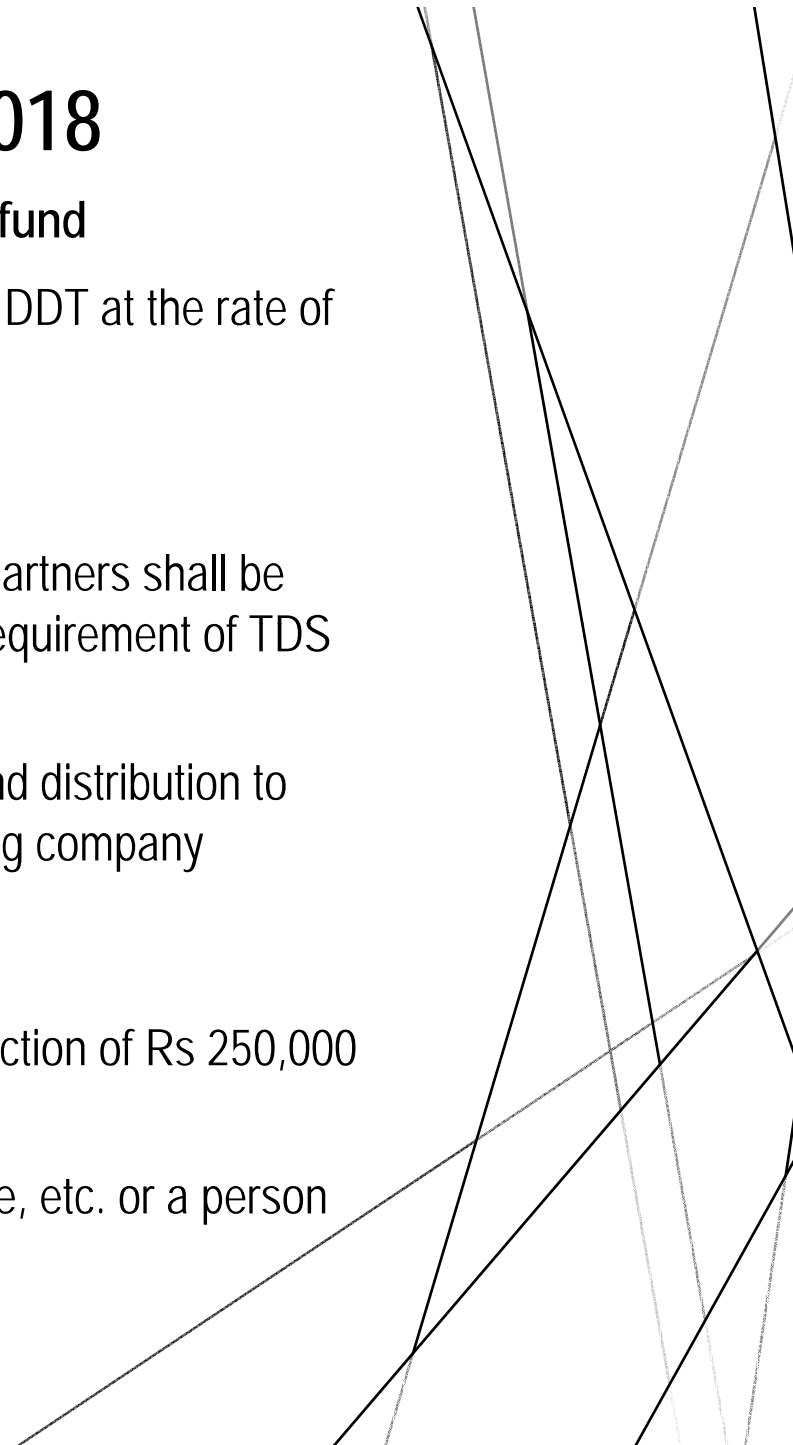 018
fund
DDT at the rate of
artners shall be
equirement of TDS
nd distribution to
g company
ction of Rs 250,000
e, etc. or a person